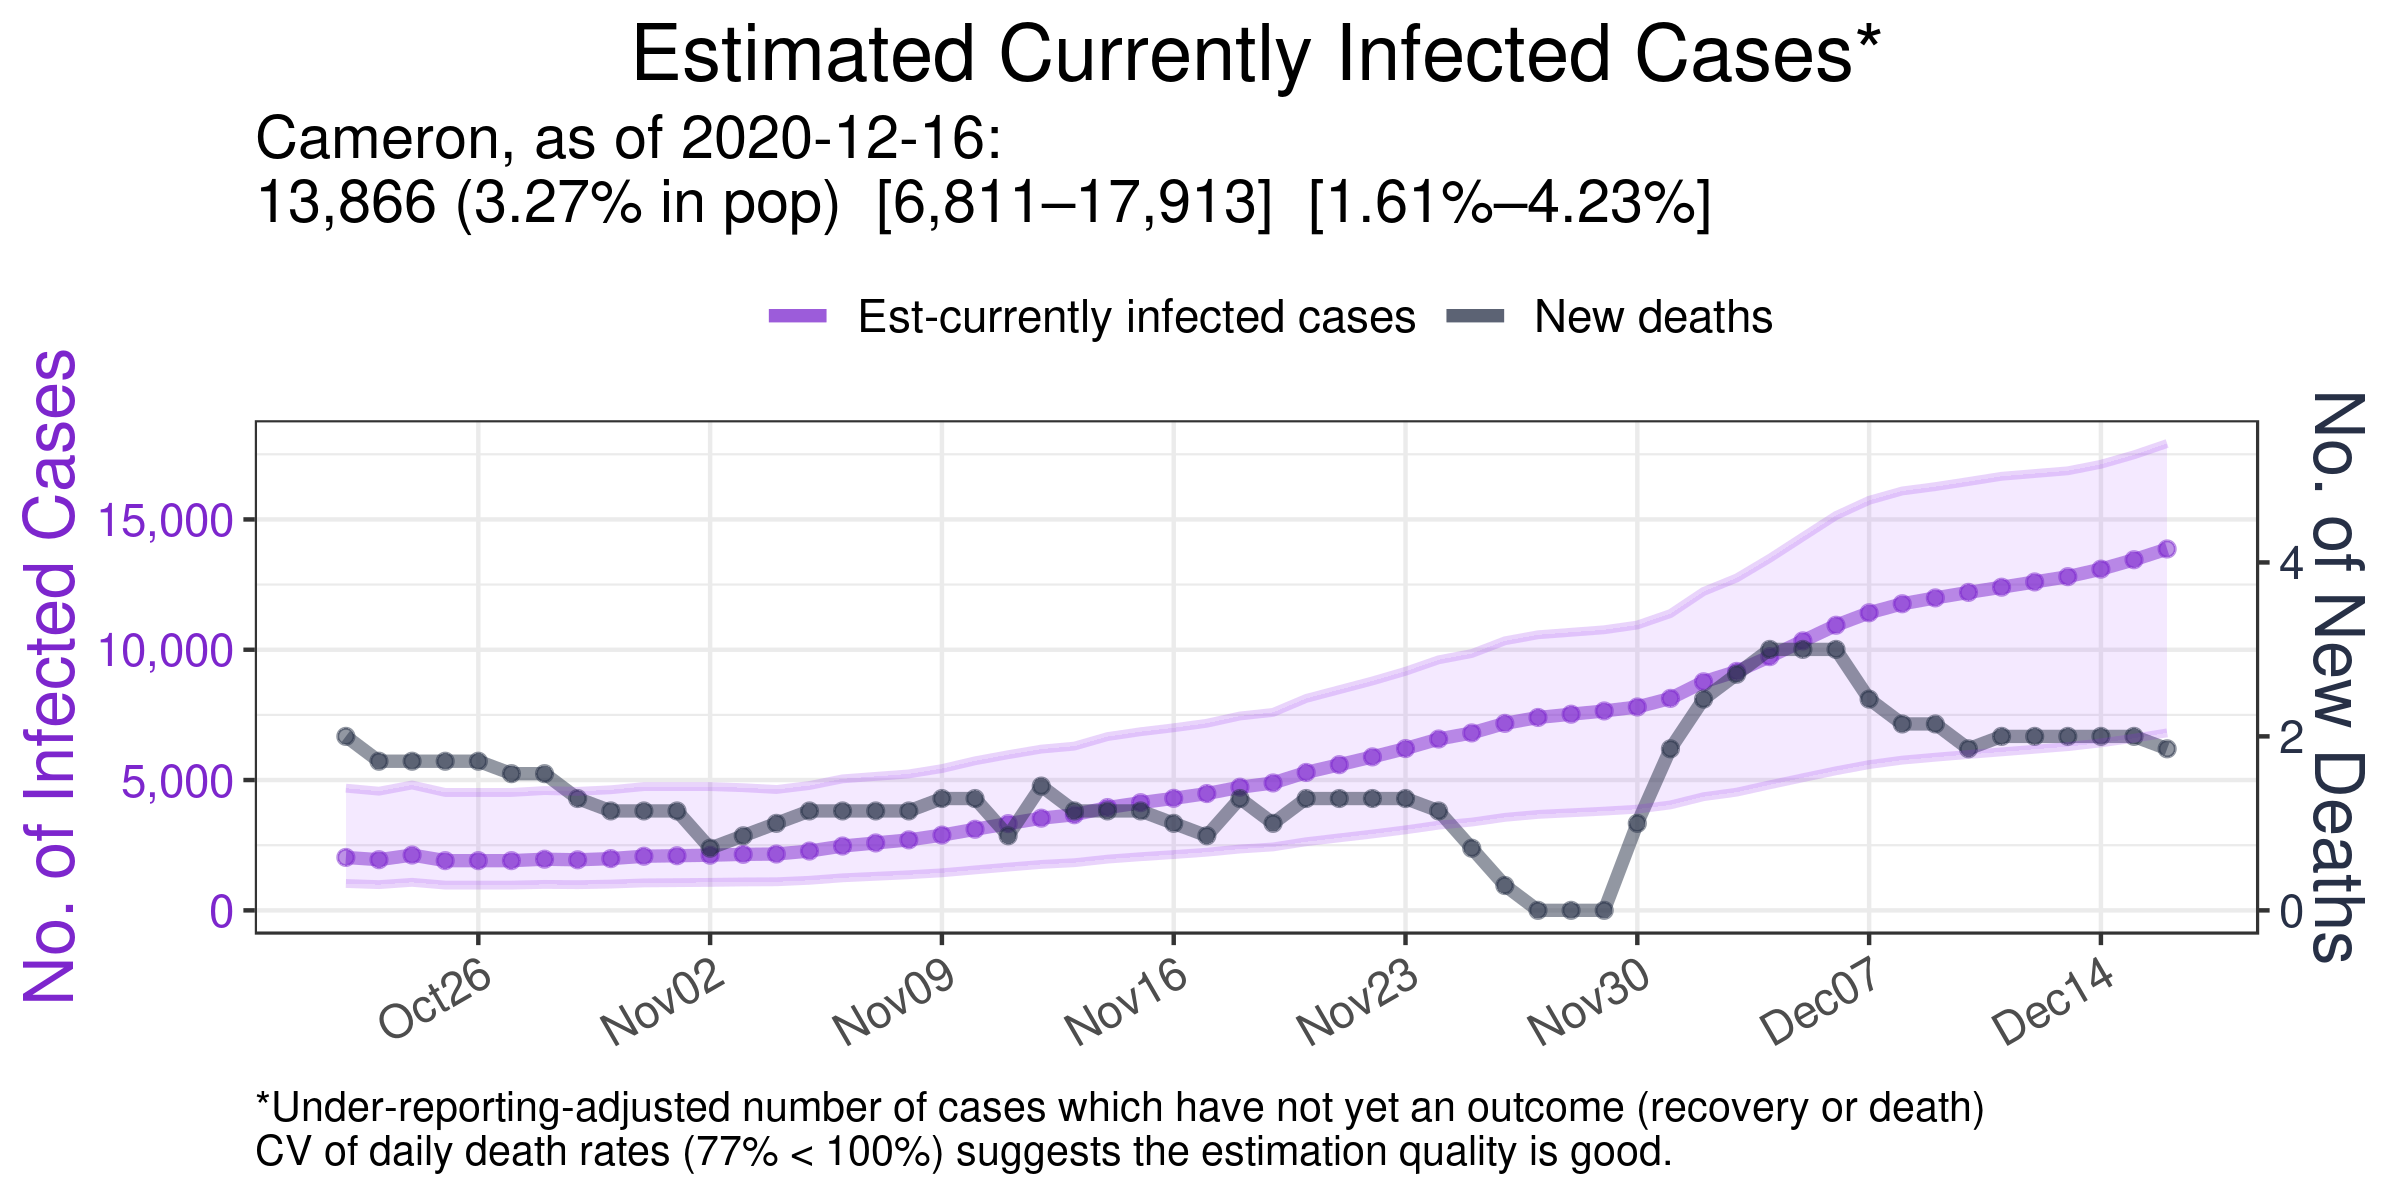 Estimated Currently Infected Cases*
Cameron, as of 2020-12-16:
13,866 (3.27% in pop)  [6,811–17,913]  [1.61%–4.23%]
Est-currently infected cases
New deaths
No. of Infected Cases
15,000
10,000
5,000
0
No. of New Deaths
4
2
0
Oct26
Nov02
Nov09
Nov16
Nov23
Nov30
Dec07
Dec14
*Under-reporting-adjusted number of cases which have not yet an outcome (recovery or death)
CV of daily death rates (77% < 100%) suggests the estimation quality is good.